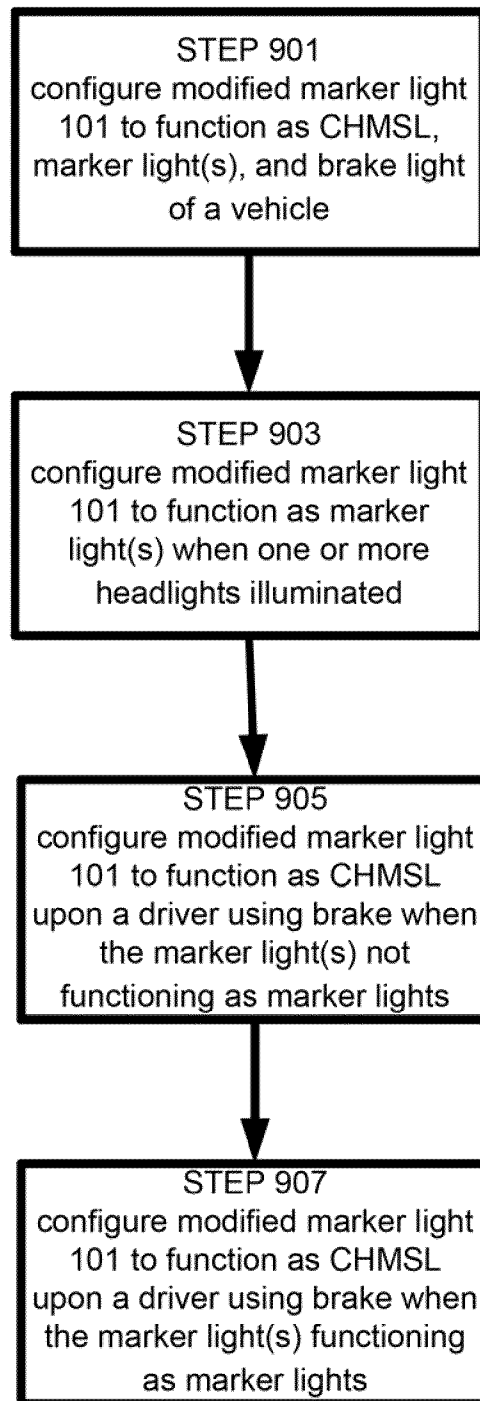 STEP 901
configure modified marker light
101 to function as CHMSL,
marker light(s), and brake light
of a vehicle
STEP 903
configure modified marker light
101 to function as marker
light(s) when one or more
headlights illuminated
STEP 905
configure modified marker light
101 to function as CHMSL
upon a driver using brake when
the marker light(s) not
functioning as marker lights
STEP 907
configure modified marker light
101 to function as CHMSL
upon a driver using brake when
the marker light(s) functioning
as marker lights